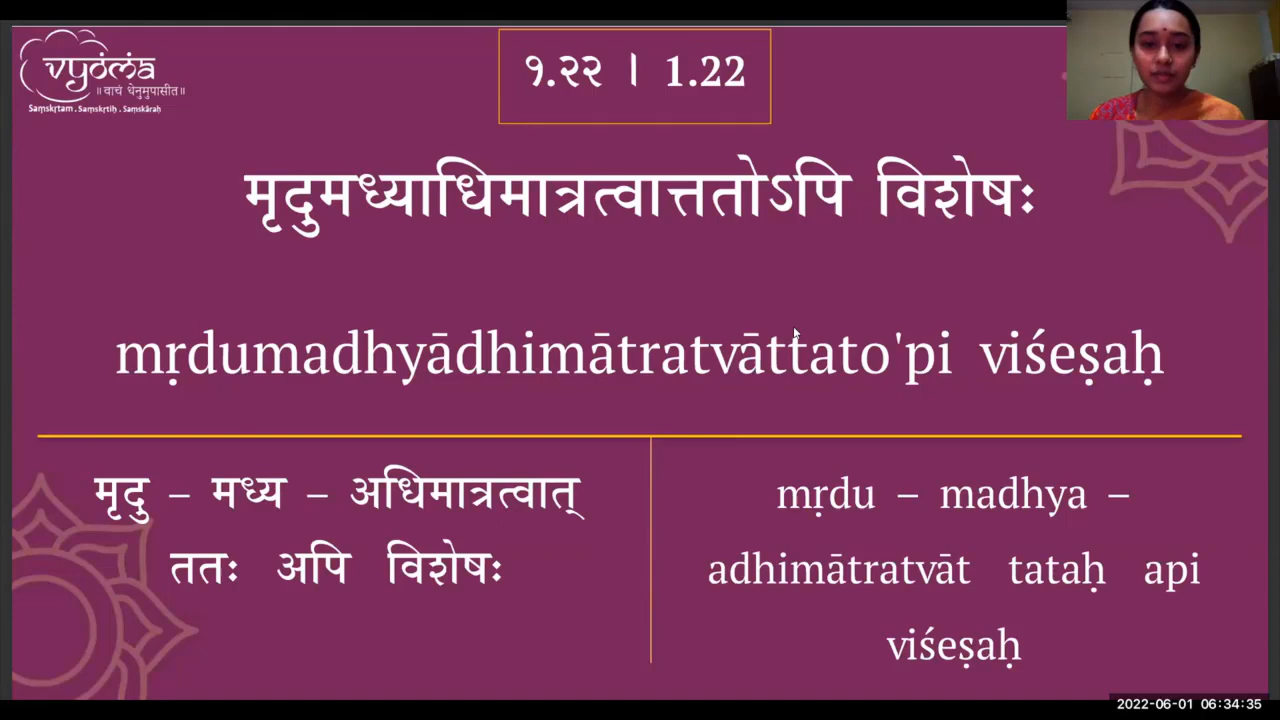 vyoma
॥ वाचं धेनुमुपासीत॥
Saṃskṛtam . Saṃskṛtiḥ . Saṃskāraḥ
१.२२ । 1.22
मृदुमध्याधिमात्रत्वात्ततोऽपि विशेषः
mṛdumadhyādhimātratvāttato'pi viśeṣaḥ
मृदु – मध्य – अधिमात्रत्वात्
ततः अपि विशेषः
mṛdu – madhya –
adhimātratvāt tataḥ api
viśeṣaḥ
2022-06-01 06:34:35